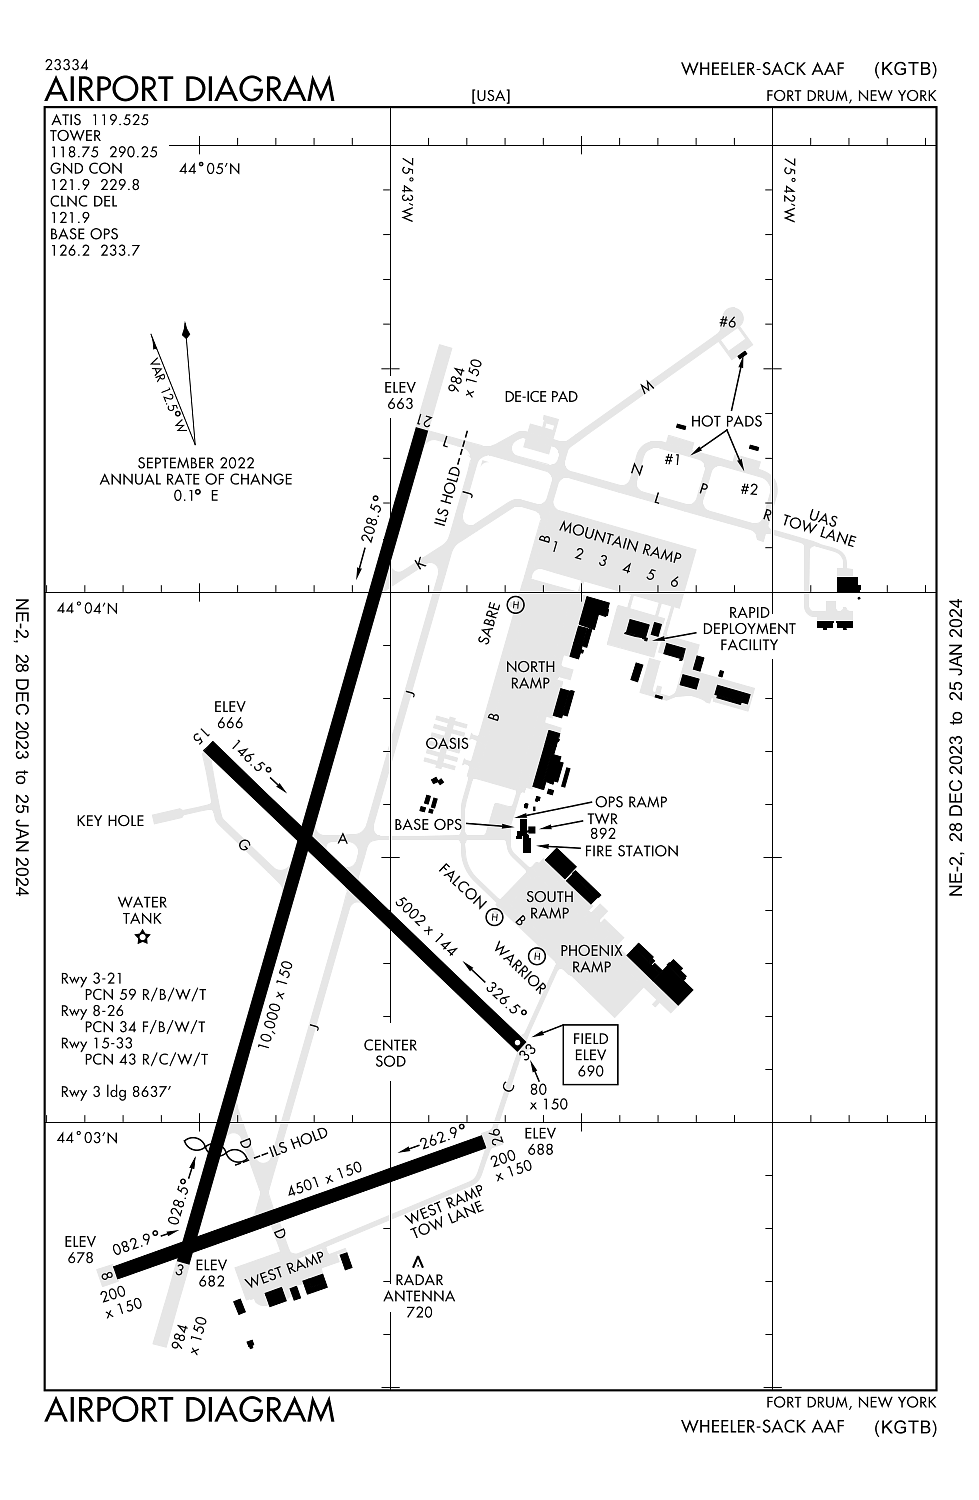 23334
AIRPORT DIAGRAM
[USA]
WHEELER-SACK AAF (KGTB)
FORT DRUM, NEW YORK
ATIS 119.525
TOWER
118.75 290.25
GND CON
121.9 229.8
CLNC DEL
121.9
BASE OPS
126.2 233.7
44°05'N
75°43'W
75°42'W
VAR 12.5° W
SEPTEMBER 2022
ANNUAL RATE OF CHANGE
0.1° E
#6
M
HOT PADS
#1
#2
N
L
P
R
UAS
TOW LANE
984
x 150
DE-ICE PAD
ELEV
663
21
L
ILS HOLD
J
K
208.5°
MOUNTAIN RAMP
B
1
2
3
4
5
6
44°04'N
SABRE
H
RAPID
DEPLOYMENT
FACILITY
NORTH
RAMP
J
B
OASIS
ELEV
666
15
146.5°
KEY HOLE
G
A
BASE OPS
OPS RAMP
TWR
892
FIRE STATION
FALCON
H
B
SOUTH
RAMP
WARRIOR
H
PHOENIX
RAMP
WATER
TANK
5002 x 144
326.5°
10,000 x 150
J
CENTER
SOD
33
FIELD
ELEV
690
80
x 150
C
Rwy 3-21
PCN 59 R/B/W/T
Rwy 8-26
PCN 34 F/B/W/T
Rwy 15-33
PCN 43 R/C/W/T
Rwy 3 ldg 8637'
44°03'N
D
ILS HOLD
262.9°
26
ELEV
688
200
x 150
4501 x 150
028.5°
WEST RAMP
TOW LANE
ELEV
678
082.9°
8
200
x 150
3
ELEV
682
D
WEST RAMP
984
x 150
RADAR
ANTENNA
720
NE-2, 28 DEC 2023 to 25 JAN 2024
NE-2, 28 DEC 2023 to 25 JAN 2024
AIRPORT DIAGRAM
FORT DRUM, NEW YORK
WHEELER-SACK AAF (KGTB)